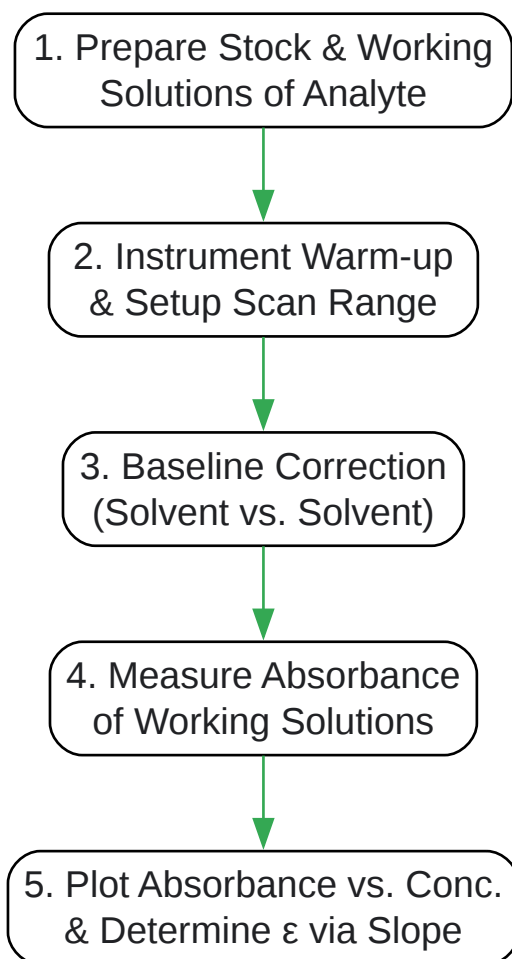 1. Prepare Stock & Working
Solutions of Analyte
2. Instrument Warm-up
& Setup Scan Range
3. Baseline Correction
(Solvent vs. Solvent)
4. Measure Absorbance
of Working Solutions
5. Plot Absorbance vs. Conc.
& Determine ε via Slope